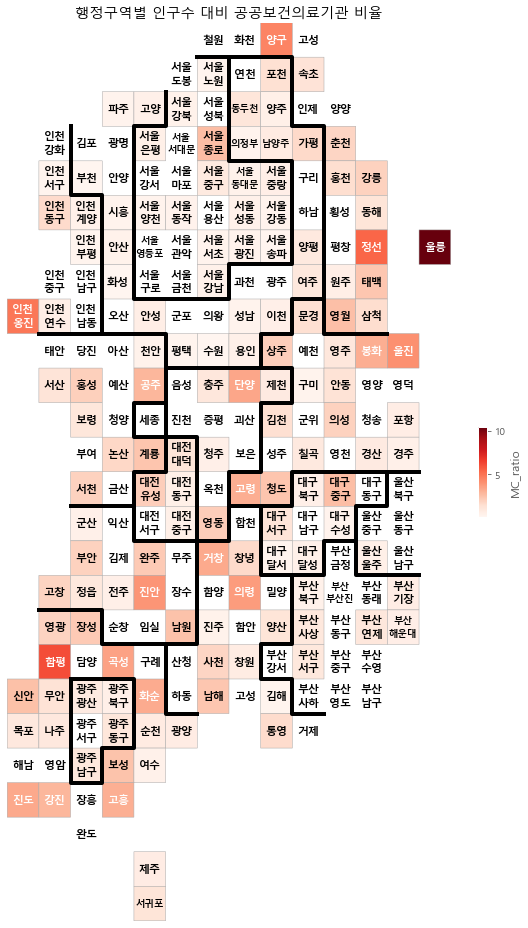 행정구역별 인구수 대비 공공보건의료기관 비율
철원 화천 양구 고성
서울 도봉 서울 노원 연천 포천 속초
파주 고양 서울 강북 서울 성북 동두천 양주 인제 양양
인천 강화 김포 광명 서울 은평 서울 서대문 서울 종로 의정부 남양주 가평 춘천
인천 서구 부천 안양 서울 강서 서울 마포 서울 중구 서울 동대문 서울 중랑 구리 홍천 강릉
인천 동구 인천 계양 시흥 서울 양천 서울 동작 서울 용산 서울 성동 서울 강동 하남 횡성 동해
인천 부평 안산 서울 영등포 서울 관악 서울 서초 서울 광진 서울 송파 양평 평창 정선 울릉
인천 중구 인천 남구 화성 서울 구로 서울 금천 서울 강남 과천 광주 여주 원주 태백
인천 옹진 인천 연수 인천 남동 오산 안성 군포 의왕 성남 이천 문경 영월 삼척
태안 당진 아산 천안 평택 수원 용인 상주 예천 영주 봉화 울진
서산 홍성 예산 공주 음성 충주 단양 제천 구미 안동 영양 영덕
보령 청양 세종 진천 증평 괴산 김천 군위 의성 청송 포항
부여 논산 계룡 대전 대덕 청주 보은 성주 칠곡 영천 경산 경주
서천 금산 대전 유성 대전 동구 옥천 고령 청도 대구 북구 대구 중구 대구 동구 울산 북구
군산 익산 대전 서구 대전 중구 영동 합천 대구 서구 대구 남구 대구 수성 울산 중구 울산 동구
부안 김제 완주 무주 거창 창녕 대구 달서 대구 달성 부산 금정 울산 울주 울산 남구
고창 정읍 전주 진안 장수 함양 의령 밀양 부산 북구 부산 부산진 부산 동래 부산 기장
영광 장성 순창 임실 남원 진주 함안 양산 부산 사상 부산 동구 부산 연제 부산 해운대
함평 담양 곡성 구례 산청 사천 창원 부산 강서 부산 서구 부산 중구 부산 수영
신안 무안 광주 광산 광주 북구 화순 하동 남해 고성 김해 부산 사하 부산 영도 부산 남구
목포 나주 광주 서구 광주 동구 순천 광양 통영 거제
해남 영암 광주 남구 보성 여수
진도 강진 장흥 고흥
완도
제주
서귀포
10
5
MC_ratio